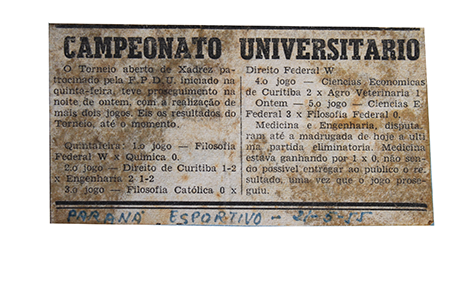 CAMPEONATO UNIVERSITARIO
O Torneio aberto de Xadrez pa-
trocinado pela F.P.D.U. iniciado na
quinta-feira, teve prosseguimento na
noite de ontem, com a realização de
mais dois jogos. Eis os resultados do
Torneio, até o momento.
Quintafeira: 1.o jogo — Filosofia
Federal W x Quimica 0.
2.o jogo — Direito de Curitiba 1-2
x Engenharia 2 1-2
3.o jogo — Filosofia Católica 0 x
Direito Federal W
4.o jogo — Ciencias Economicas
de Curitiba 2 x Agro Veterinaria 1
Ontem — 5.o jogo — Ciencias E
Federal 3 x Filosofia Federal 0.
Medicina e Engenharia, disputa-
ram até a madrugada de hoje a últi
ma partida eliminatoria. Medicina
estava ganhando por 1 x 0, não sen-
do possivel entregar ao publico o re-
sultado, uma vez que o jogo prosse-
guiu.
PARANÁ ESPORTIVO -